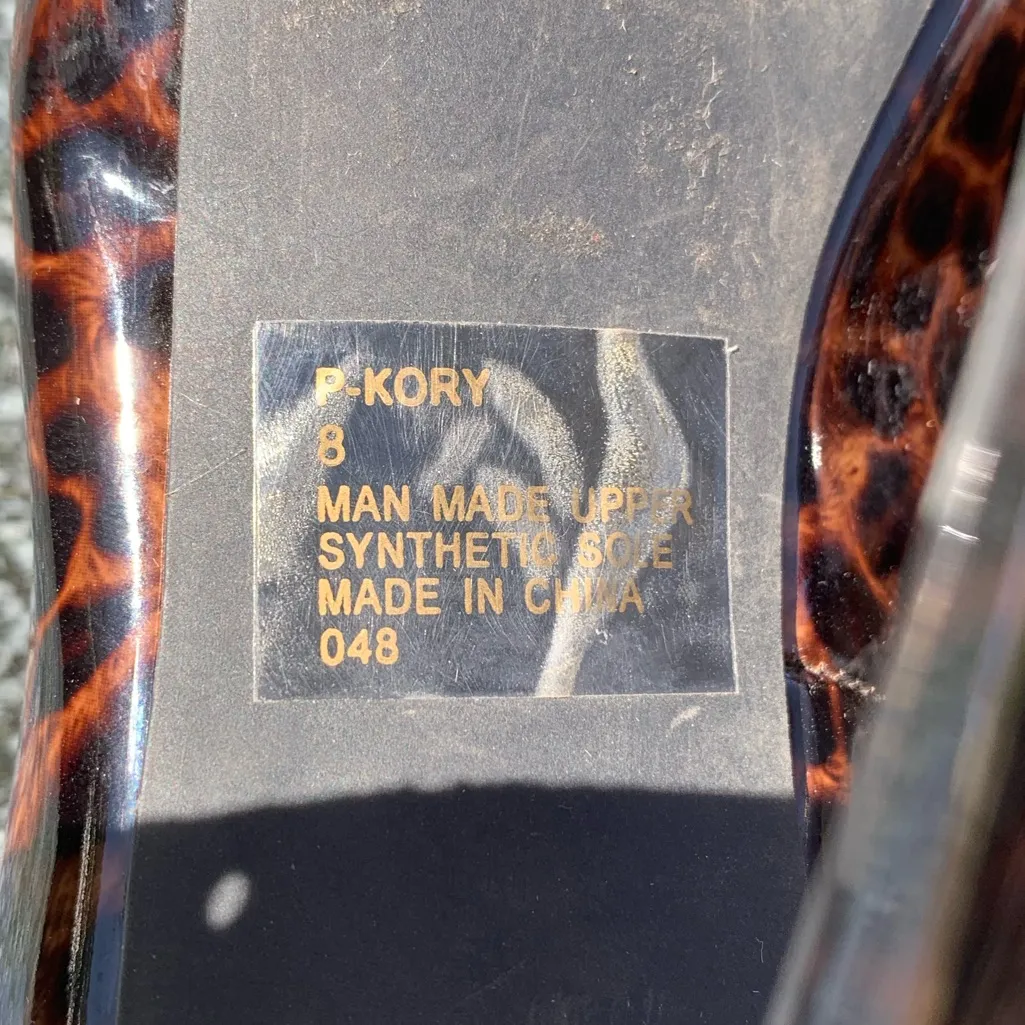 P-KORY
8
MAN MADE UPPER
SYNTHETIC SOLE
MADE IN CHINA
048